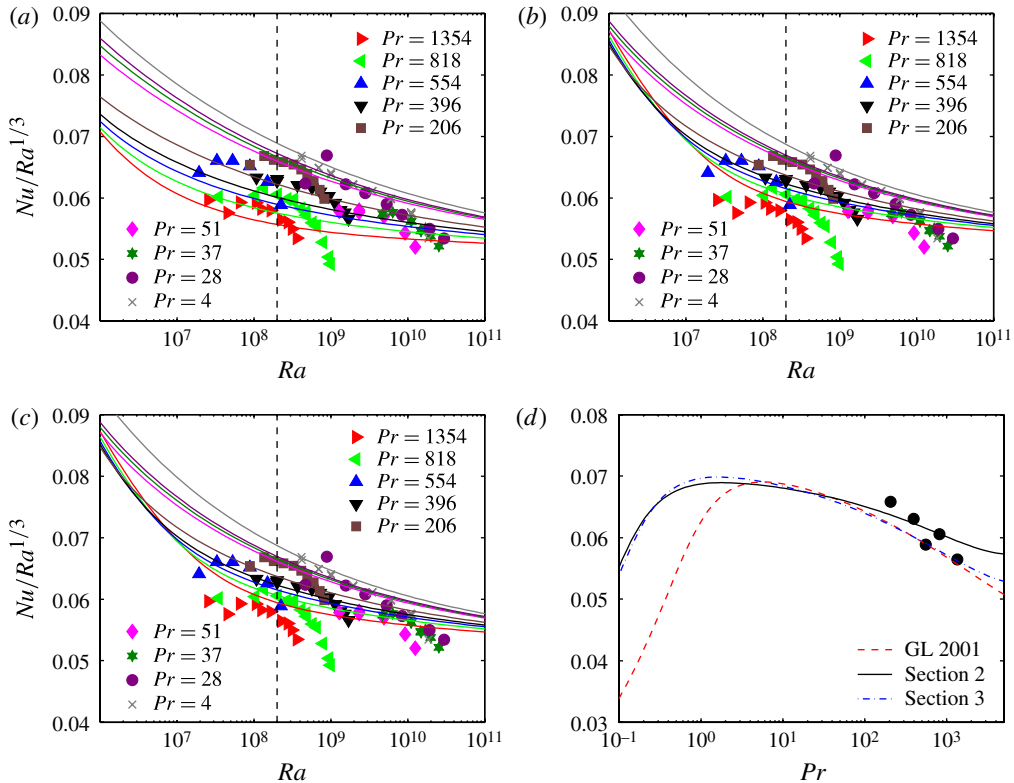 (a)
Nu/Ra^{1/3}
0.09
0.08
0.07
0.06
0.05
0.04
Pr = 1354
Pr = 818
Pr = 554
Pr = 396
Pr = 206
Pr = 51
Pr = 37
Pr = 28
Pr = 4
10^7
10^8
10^9
10^{10}
10^{11}
Ra
(b)
0.09
0.08
0.07
0.06
0.05
0.04
Pr = 1354
Pr = 818
Pr = 554
Pr = 396
Pr = 206
Pr = 51
Pr = 37
Pr = 28
Pr = 4
10^7
10^8
10^9
10^{10}
10^{11}
Ra
(c)
Nu/Ra^{1/3}
0.09
0.08
0.07
0.06
0.05
0.04
Pr = 1354
Pr = 818
Pr = 554
Pr = 396
Pr = 206
Pr = 51
Pr = 37
Pr = 28
Pr = 4
10^7
10^8
10^9
10^{10}
10^{11}
Ra
(d)
0.08
0.07
0.06
0.05
0.04
0.03
GL 2001
Section 2
Section 3
10^{−1}
10^0
10^1
10^2
10^3
Pr